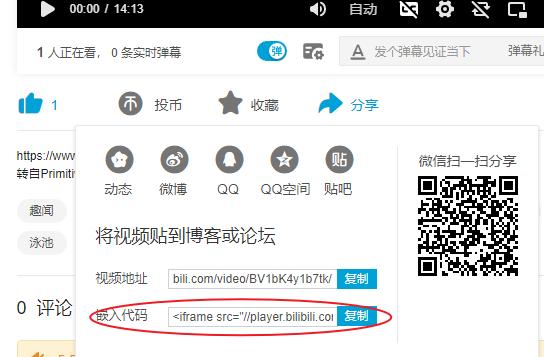 00:00 / 14:13 自动
1 人正在看， 0 条实时弹幕 弹 A 发个弹幕见证当下 弹幕礼
1 币 投币 收藏 分享
https://www
转自Primitiv
趣闻
泳池
动态 微博 QQ QQ空间 贴 贴吧
微信扫一扫分享
将视频贴到博客或论坛
视频地址 bili.com/video/BV1bK4y1b7tk/ 复制
嵌入代码 <iframe src="//player.bilibili.co 复制
0 评论